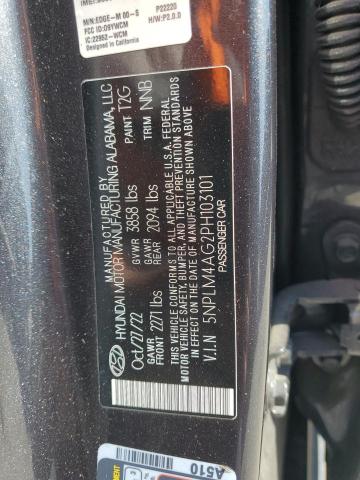 M/N:EDGE-M 00-S P22220
FCC ID:O9YWCM H/W:P2.0.0
IC:22952-WCM
Designed in California
HYUNDAI MOTOR MANUFACTURING ALABAMA, LLC
Oct/27/22 GVWR 3858 lbs PAINT T2G
GAWR FRONT 2271 lbs GAWR REAR 2094 lbs TRIM NNB
THIS VEHICLE CONFORMS TO ALL APPLICABLE U.S.A. FEDERAL
MOTOR VEHICLE SAFETY, BUMPER, AND THEFT PREVENTION STANDARDS
IN EFFECT ON THE DATE OF MANUFACTURE SHOWN ABOVE.
V.I.N 5NPLM4AG2PH103101
PASSENGER CAR
A510